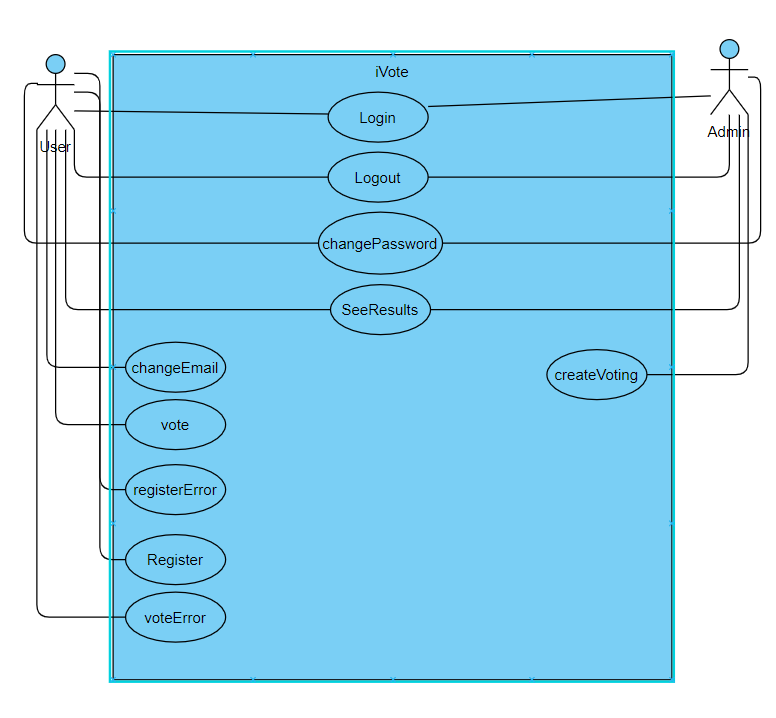 iVote
Login
User
Admin
Logout
changePassword
SeeResults
changeEmail
createVoting
vote
registerError
Register
voteError